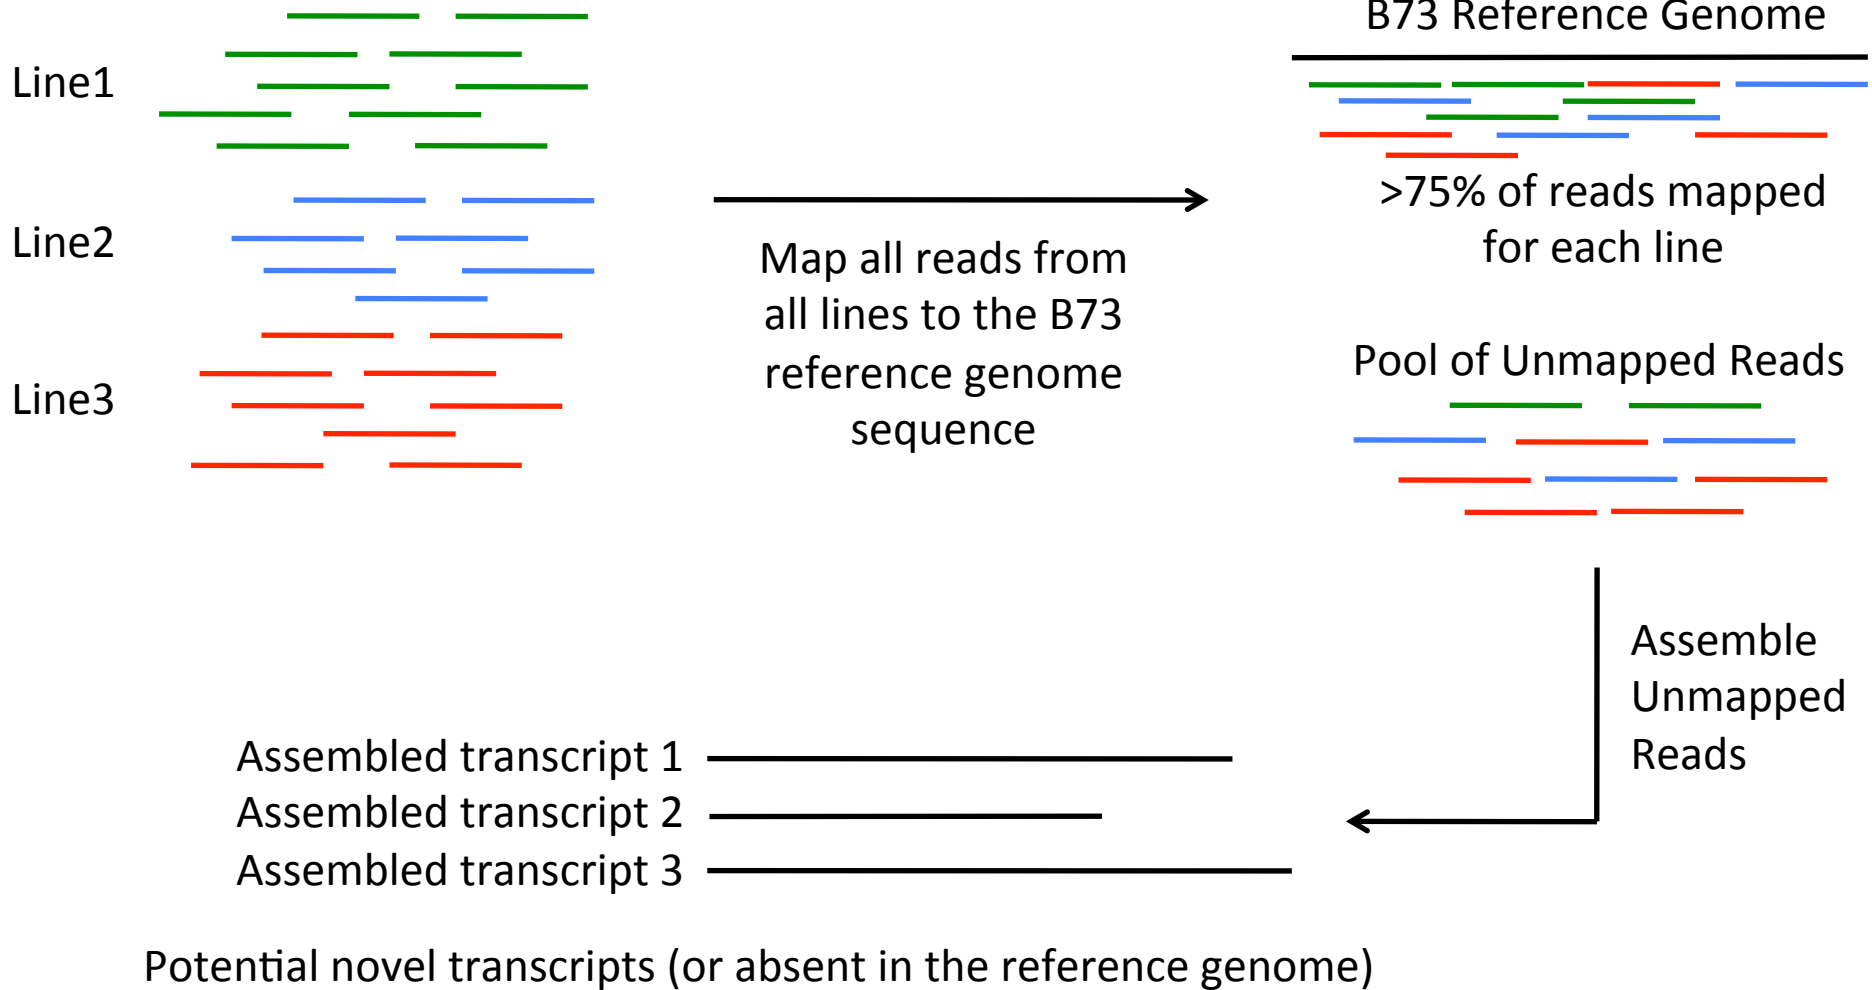 Line1
Line2
Line3
Map all reads from
all lines to the B73
reference genome
sequence
B73 Reference Genome
>75% of reads mapped
for each line
Pool of Unmapped Reads
Assemble
Unmapped
Reads
Assembled transcript 1
Assembled transcript 2
Assembled transcript 3
Potential novel transcripts (or absent in the reference genome)